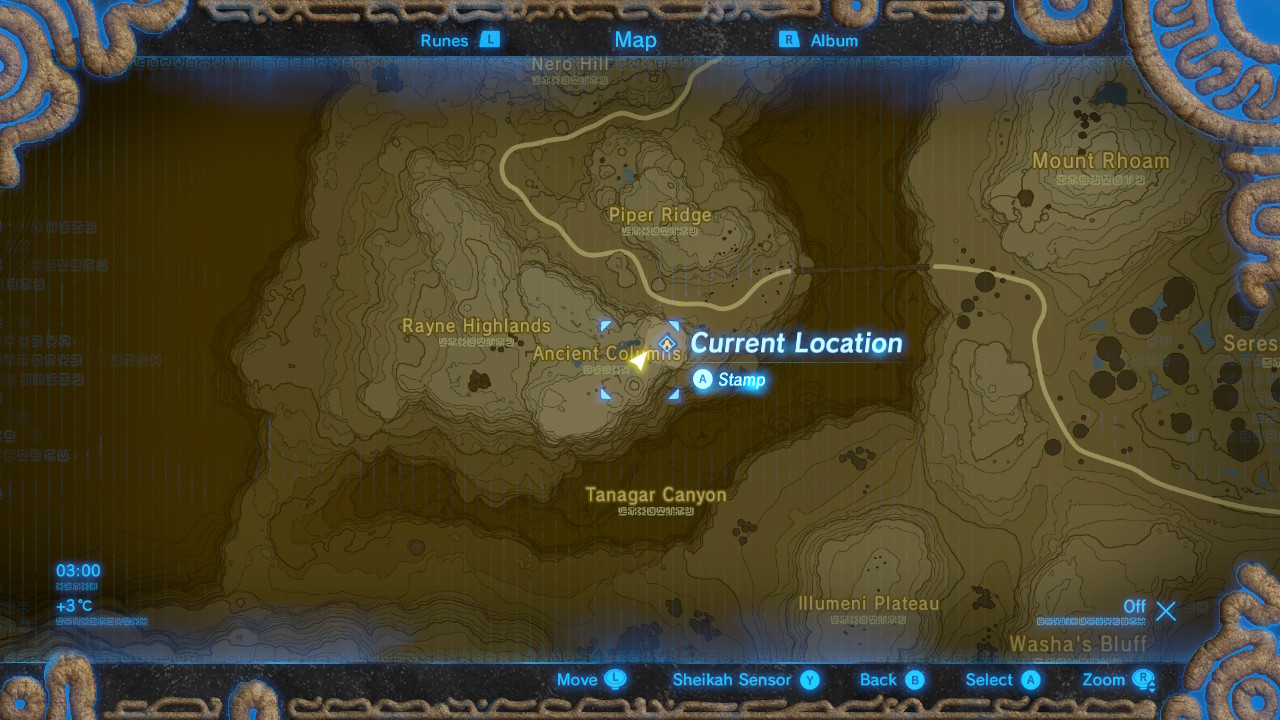 Runes L
Map
R Album
Nero Hill
Mount Rhoam
Piper Ridge
Rayne Highlands
Ancient Columns
Current Location
A Stamp
Tanagar Canyon
Illumeni Plateau
Washa's Bluff
03:00
+3°C
Off
Move L
Sheikah Sensor Y
Back B
Select A
Zoom R